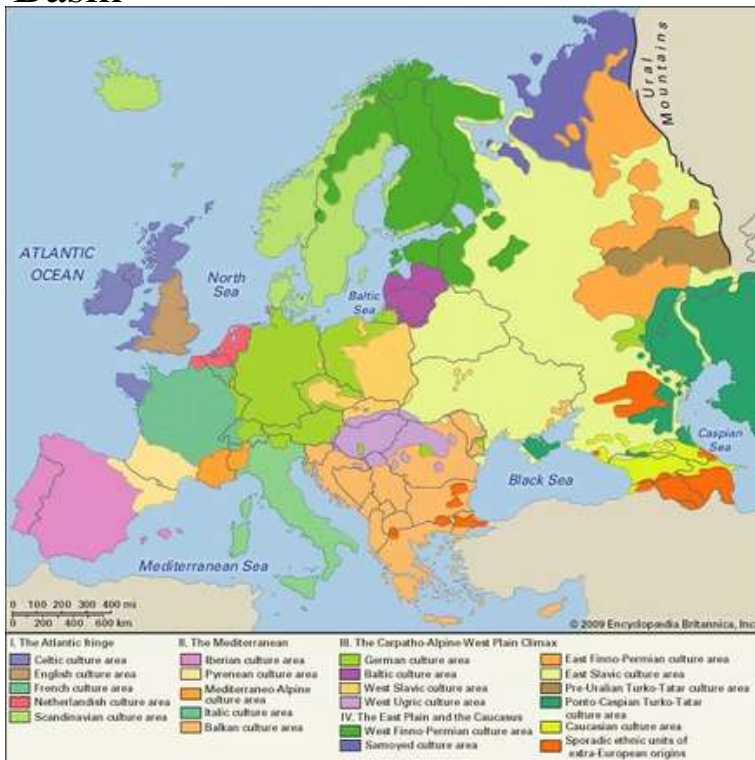 Basin
Ural
Mountains
ATLANTIC
OCEAN
North
Sea
Baltic
Sea
Caspian
Sea
Black Sea
Mediterranean Sea
0 100 200 300 400 mi
0 200 400 600 km
© 2009 Encyclopædia Britannica, Inc.
I. The Atlantic fringe
Celtic culture area
English culture area
French culture area
Netherlandish culture area
Scandinavian culture area
II. The Mediterranean
Iberian culture area
Pyrenean culture area
Mediterraneo-Alpine
culture area
Italic culture area
Balkan culture area
III. The Carpatho-Alpine-West Plain Climax
German culture area
Baltic culture area
West Slavic culture area
West Ugric culture area
IV. The East Plain and the Caucasus
West Finno-Permian culture area
Samoyed culture area
East Finno-Permian culture area
East Slavic culture area
Pre-Uralian Turko-Tatar culture area
Ponto-Caspian Turko-Tatar
culture area
Caucasian culture area
Sporadic ethnic units of
extra-European origins